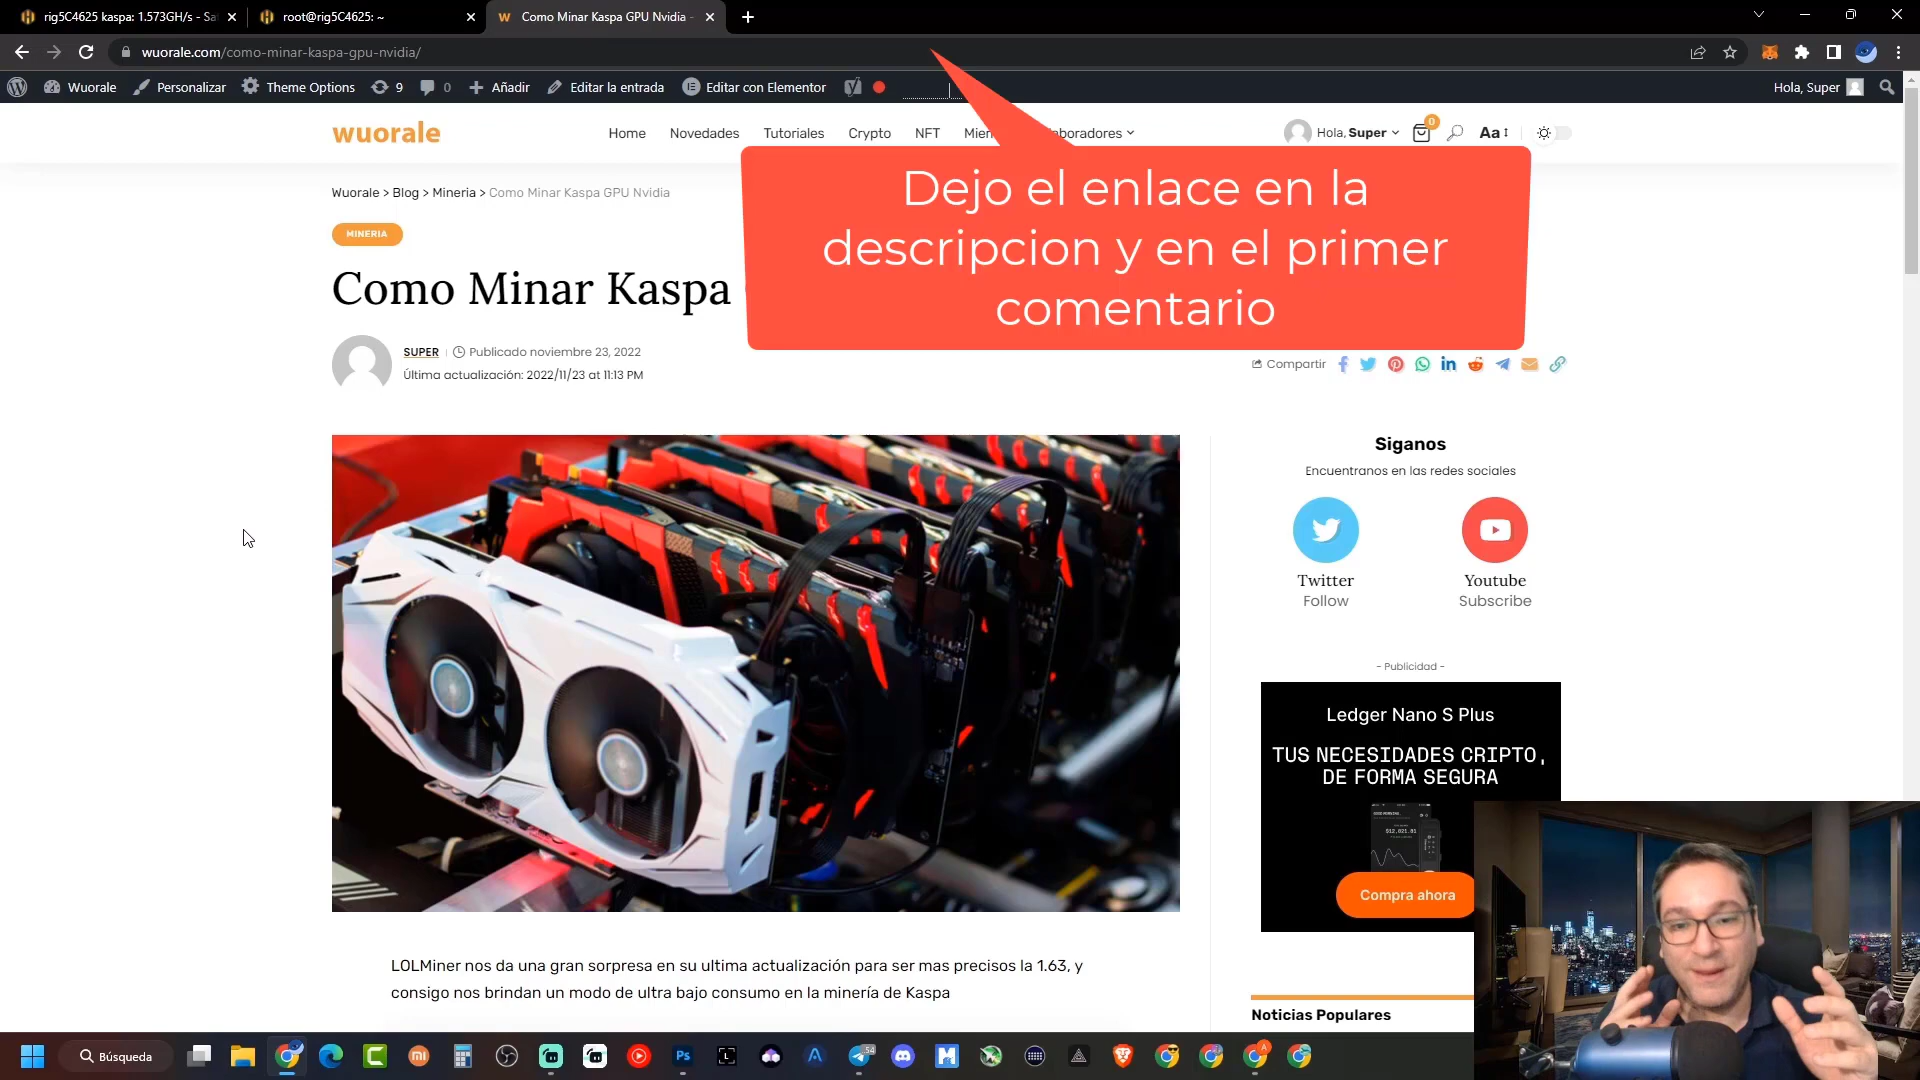 rig5C4625 kaspa: 1.573GH/s - Sa
root@rig5C4625: ~
Como Minar Kaspa GPU Nvidia -
wuorale.com/como-minar-kaspa-gpu-nvidia/
Wuorale
Personalizar
Theme Options
9
0
Añadir
Editar la entrada
Editar con Elementor
Hola, Super
wuorale
Home
Novedades
Tutoriales
Crypto
NFT
Hola, Super
0
Aa
Dejo el enlace en la
descripcion y en el primer
comentario
Wuorale > Blog > Mineria > Como Minar Kaspa GPU Nvidia
MINERIA
Como Minar Kaspa
SUPER
Publicado noviembre 23, 2022
Última actualización: 2022/11/23 at 11:13 PM
Compartir
Siganos
Encuentranos en las redes sociales
Twitter
Follow
Youtube
Subscribe
- Publicidad -
Ledger Nano S Plus
TUS NECESIDADES CRIPTO,
DE FORMA SEGURA
Compra ahora
LOLMiner nos da una gran sorpresa en su ultima actualización para ser mas precisos la 1.63, y
consigo nos brindan un modo de ultra bajo consumo en la minería de Kaspa
Noticias Populares
Búsqueda
Ps
54